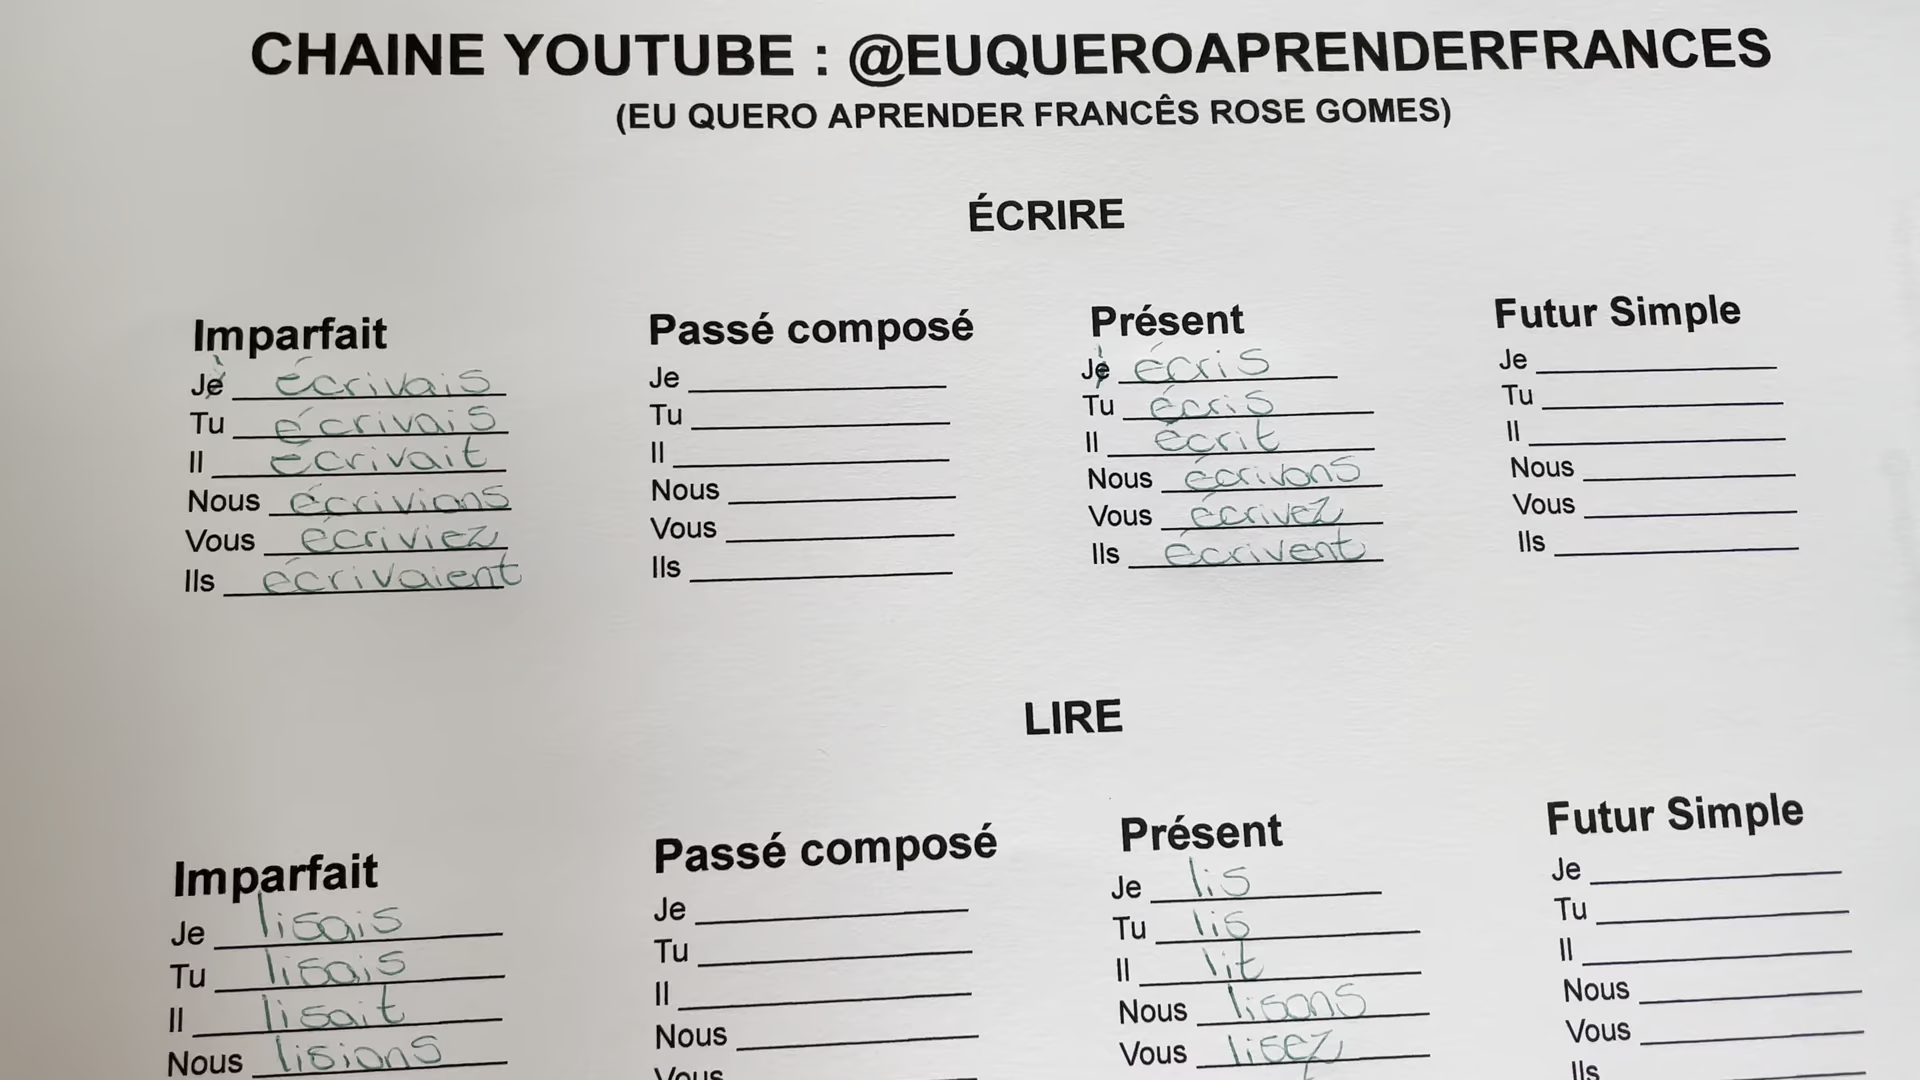 CHAINE YOUTUBE : @EUQUEROAPRENDERFRANCES
(EU QUERO APRENDER FRANCÊS ROSE GOMES)
ÉCRIRE
Imparfait
J' écrivais
Tu écrivais
Il écrivait
Nous écrivions
Vous écriviez
Ils écrivaient
Passé composé
Je
Tu
Il
Nous
Vous
Ils
Présent
J' écris
Tu écris
Il écrit
Nous écrivons
Vous écrivez
Ils écrivent
Futur Simple
Je
Tu
Il
Nous
Vous
Ils
LIRE
Imparfait
Je lisais
Tu lisais
Il lisait
Nous lisions
Passé composé
Je
Tu
Il
Nous
Vous
Présent
Je lis
Tu lis
Il lit
Nous lisons
Vous lisez
Futur Simple
Je
Tu
Il
Nous
Vous
Ils